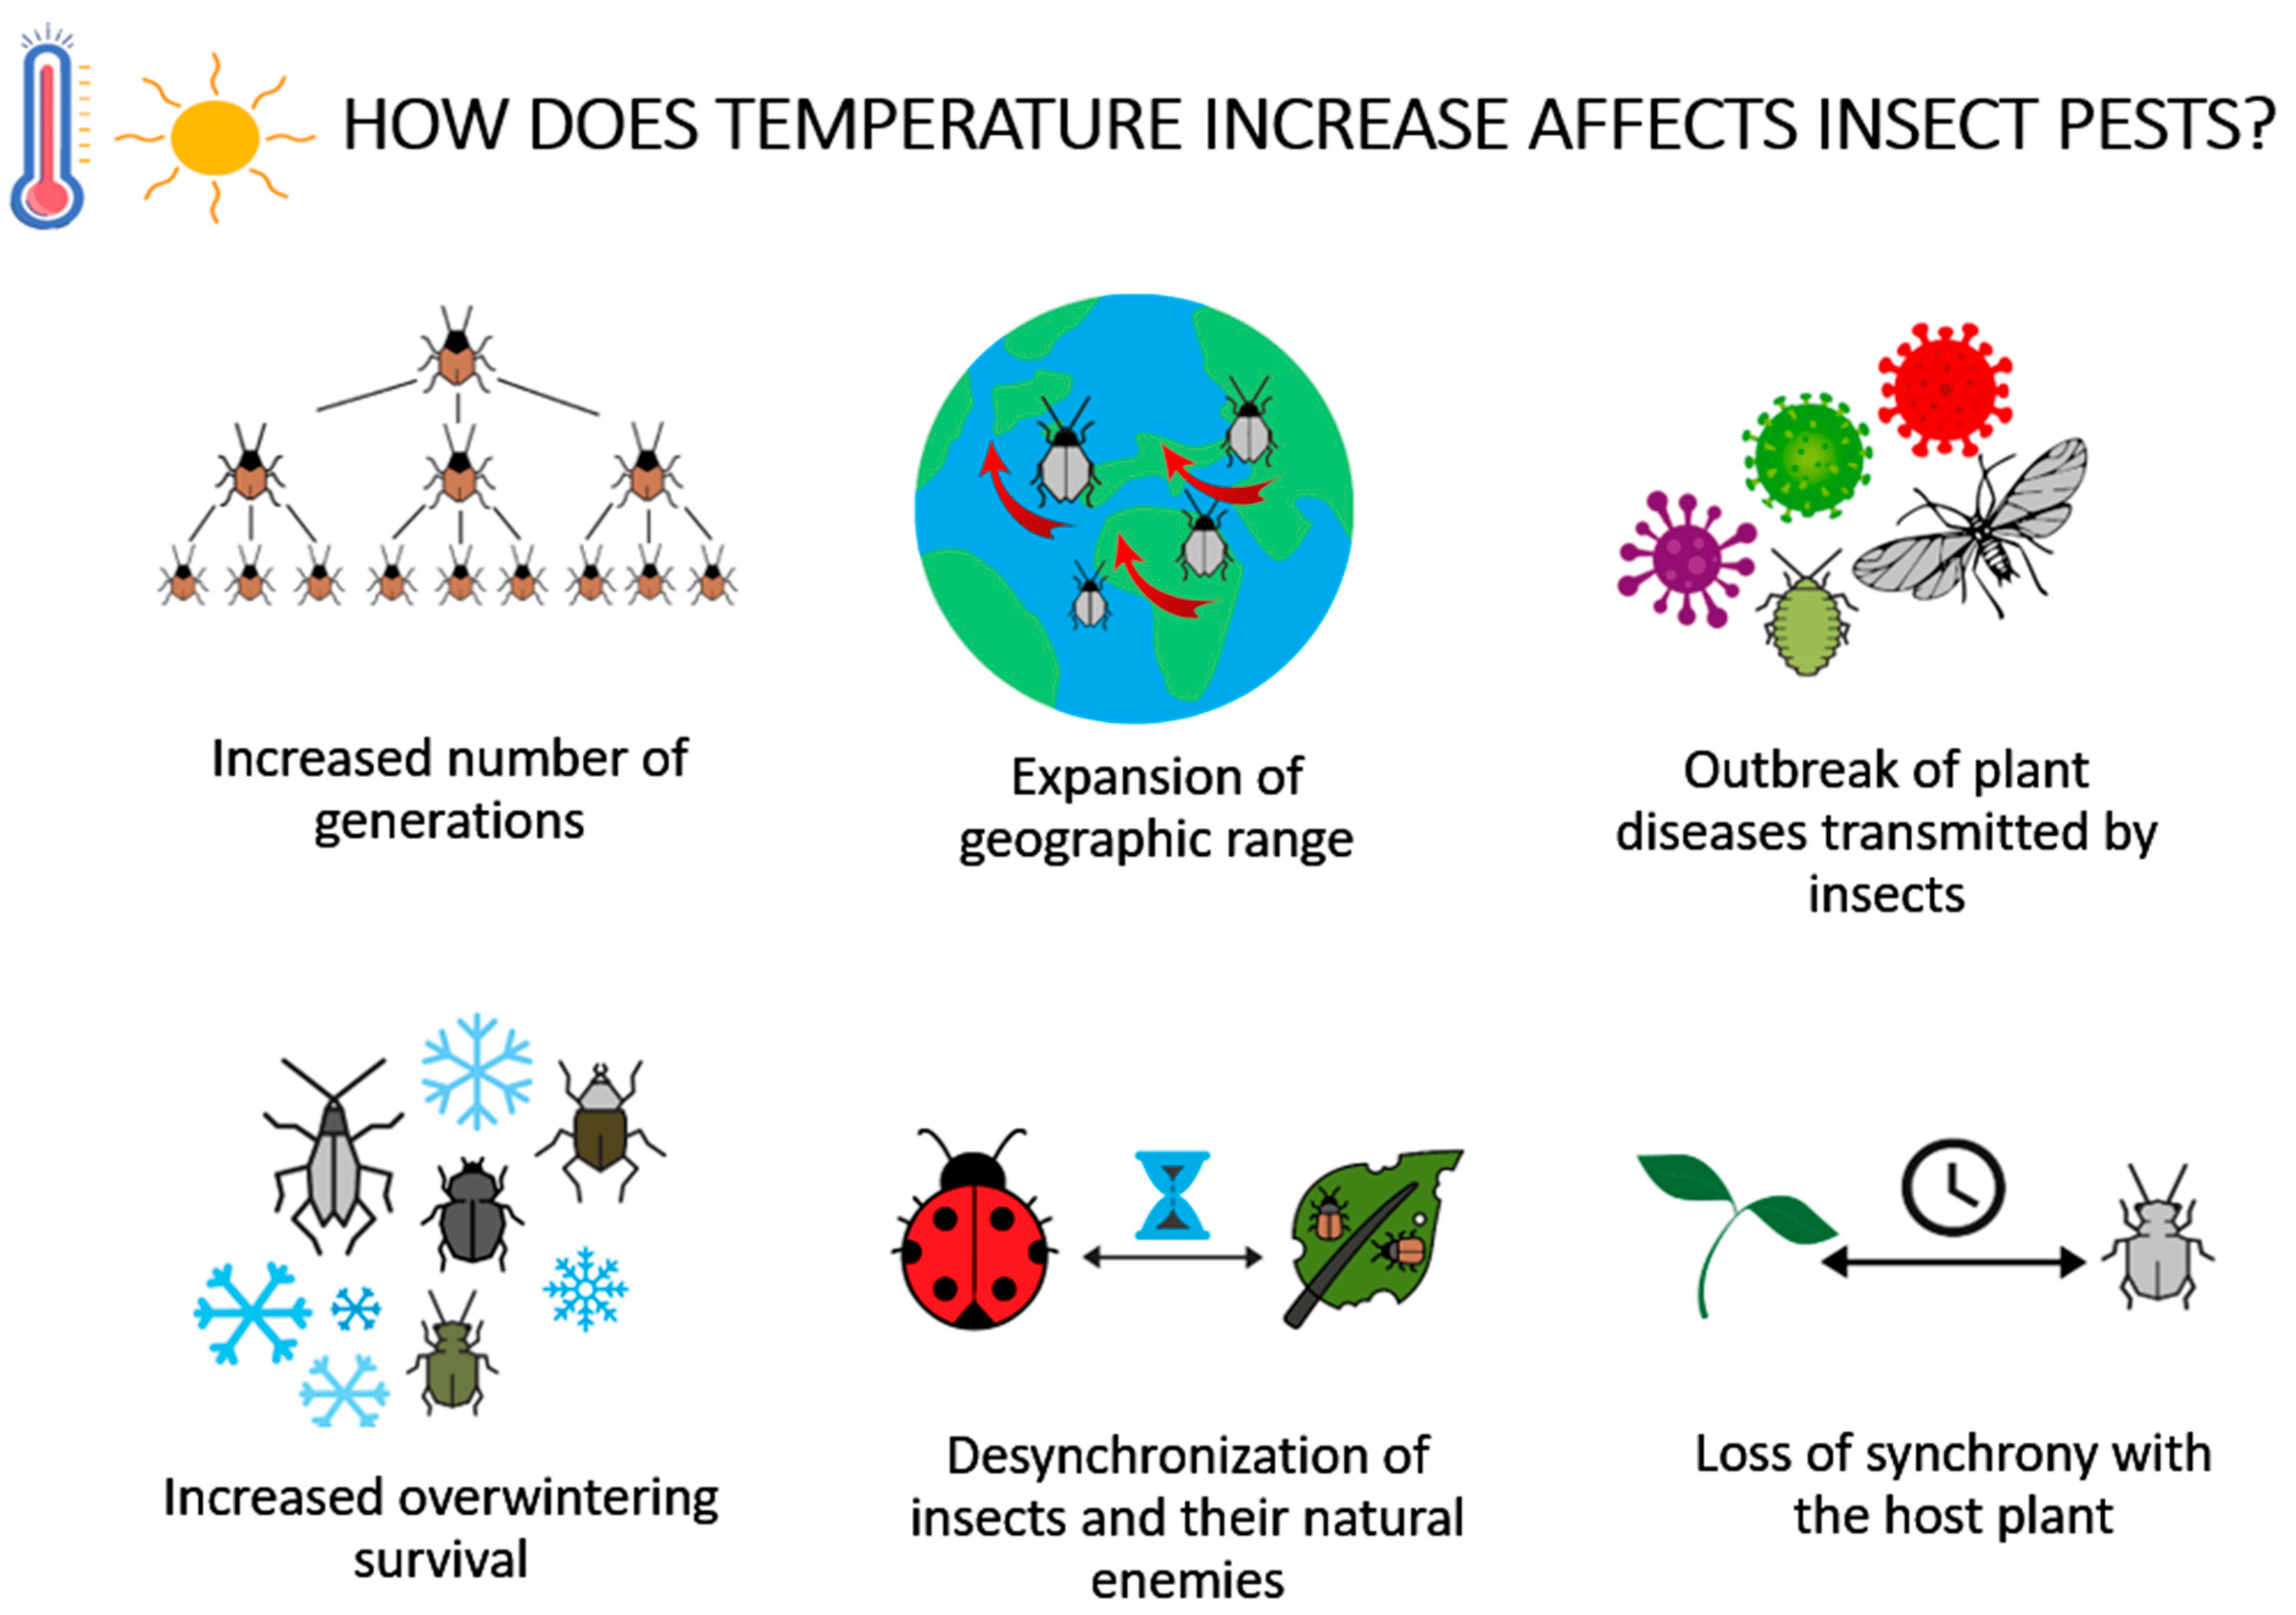 HOW DOES TEMPERATURE INCREASE AFFECTS INSECT PESTS?
Increased number of
generations
Expansion of
geographic range
Outbreak of plant
diseases transmitted by
insects
Increased overwintering
survival
Desynchronization of
insects and their natural
enemies
Loss of synchrony with
the host plant